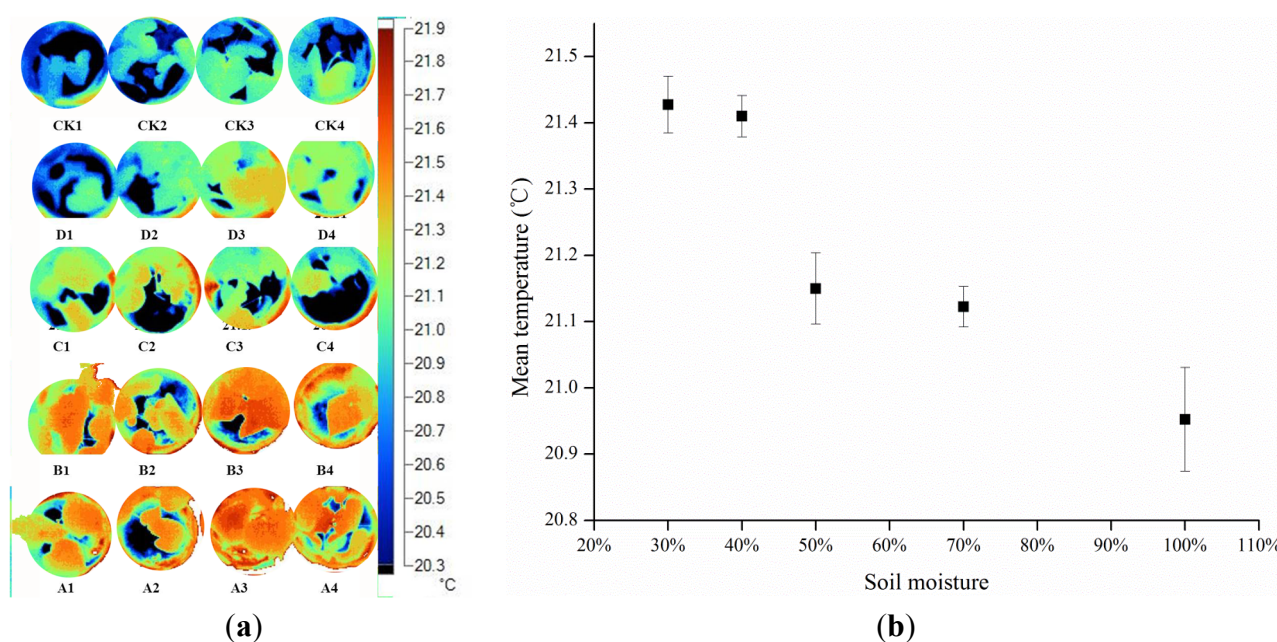 CK1 CK2 CK3 CK4
D1 D2 D3 D4
C1 C2 C3 C4
B1 B2 B3 B4
A1 A2 A3 A4
21.9
21.8
21.7
21.6
21.5
21.4
21.3
21.2
21.1
21.0
20.9
20.8
20.7
20.6
20.5
20.4
20.3
°C
(a)
Mean temperature (℃)
21.5
21.4
21.3
21.2
21.1
21.0
20.9
20.8
20% 30% 40% 50% 60% 70% 80% 90% 100% 110%
Soil moisture
(b)